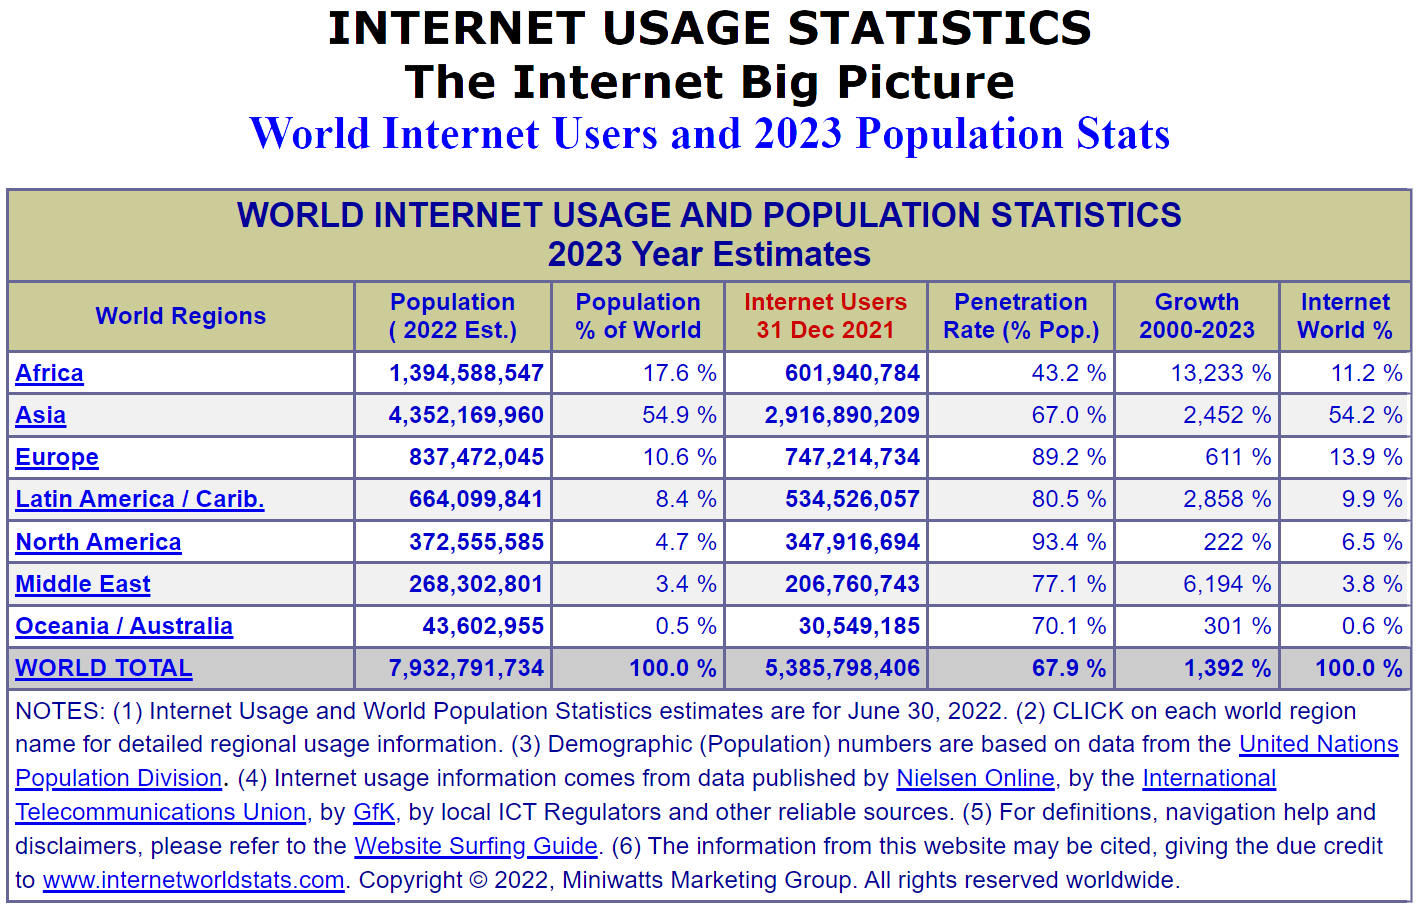 INTERNET USAGE STATISTICS
The Internet Big Picture
World Internet Users and 2023 Population Stats
WORLD INTERNET USAGE AND POPULATION STATISTICS
2023 Year Estimates
World Regions Population ( 2022 Est.) Population % of World Internet Users 31 Dec 2021 Penetration Rate (% Pop.) Growth 2000-2023 Internet World %
Africa 1,394,588,547 17.6 % 601,940,784 43.2 % 13,233 % 11.2 %
Asia 4,352,169,960 54.9 % 2,916,890,209 67.0 % 2,452 % 54.2 %
Europe 837,472,045 10.6 % 747,214,734 89.2 % 611 % 13.9 %
Latin America / Carib. 664,099,841 8.4 % 534,526,057 80.5 % 2,858 % 9.9 %
North America 372,555,585 4.7 % 347,916,694 93.4 % 222 % 6.5 %
Middle East 268,302,801 3.4 % 206,760,743 77.1 % 6,194 % 3.8 %
Oceania / Australia 43,602,955 0.5 % 30,549,185 70.1 % 301 % 0.6 %
WORLD TOTAL 7,932,791,734 100.0 % 5,385,798,406 67.9 % 1,392 % 100.0 %
NOTES: (1) Internet Usage and World Population Statistics estimates are for June 30, 2022. (2) CLICK on each world region
name for detailed regional usage information. (3) Demographic (Population) numbers are based on data from the United Nations
Population Division. (4) Internet usage information comes from data published by Nielsen Online, by the International
Telecommunications Union, by GfK, by local ICT Regulators and other reliable sources. (5) For definitions, navigation help and
disclaimers, please refer to the Website Surfing Guide. (6) The information from this website may be cited, giving the due credit
to www.internetworldstats.com. Copyright © 2022, Miniwatts Marketing Group. All rights reserved worldwide.